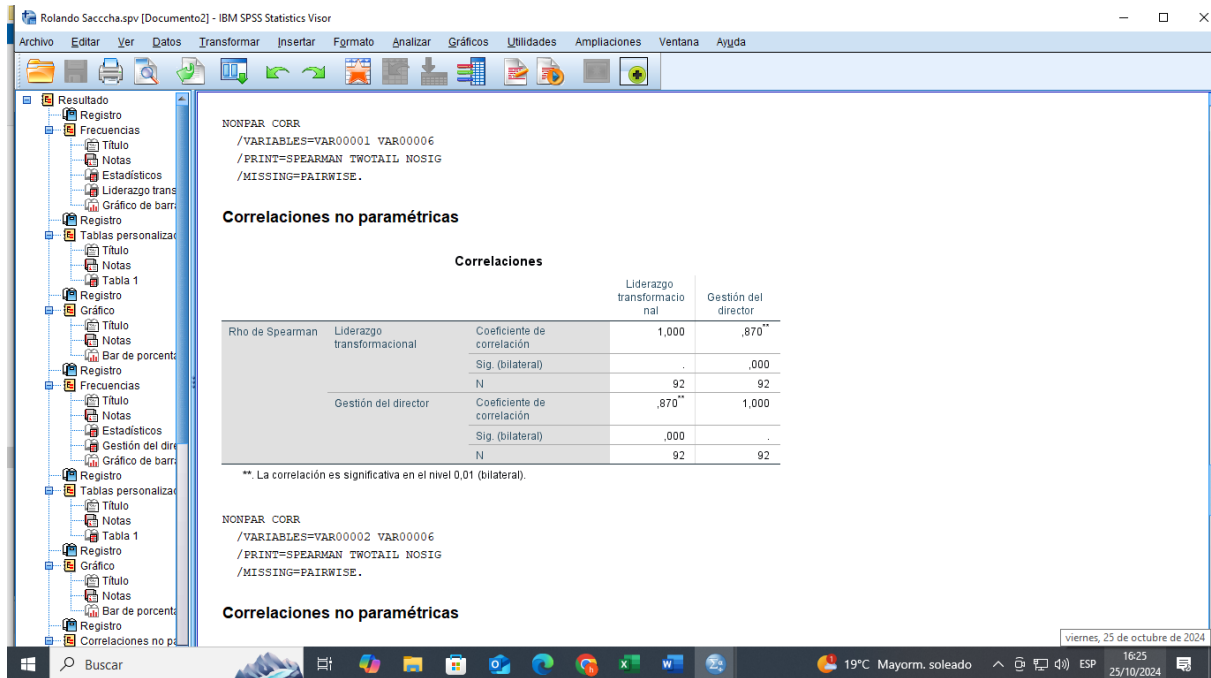 Rolando Sacccha.spv [Documento2] - IBM SPSS Statistics Visor
Archivo Editar Ver Datos Transformar Insertar Formato Analizar Gráficos Utilidades Ampliaciones Ventana Ayuda
Resultado
Registro
Frecuencias
Título
Notas
Estadísticos
Liderazgo trans
Gráfico de barra
Registro
Tablas personalizad
Título
Notas
Tabla 1
Registro
Gráfico
Título
Notas
Bar de porcenta
Registro
Frecuencias
Título
Notas
Estadísticos
Gestión del dire
Gráfico de barra
Registro
Tablas personalizad
Título
Notas
Tabla 1
Registro
Gráfico
Título
Notas
Bar de porcenta
Registro
Correlaciones no pa
NONPAR CORR
/VARIABLES=VAR00001 VAR00006
/PRINT=SPEARMAN TWOTAIL NOSIG
/MISSING=PAIRWISE.
Correlaciones no paramétricas
Correlaciones
Liderazgo
transformacio
nal
Gestión del
director
Rho de Spearman Liderazgo
transformacional
Coeficiente de
correlación
1,000 ,870**
Sig. (bilateral) . ,000
N 92 92
Gestión del director
Coeficiente de
correlación
,870** 1,000
Sig. (bilateral) ,000 .
N 92 92
**. La correlación es significativa en el nivel 0,01 (bilateral).
NONPAR CORR
/VARIABLES=VAR00002 VAR00006
/PRINT=SPEARMAN TWOTAIL NOSIG
/MISSING=PAIRWISE.
Correlaciones no paramétricas
viernes, 25 de octubre de 2024
Buscar
19°C Mayorm. soleado
ESP
16:25
25/10/2024